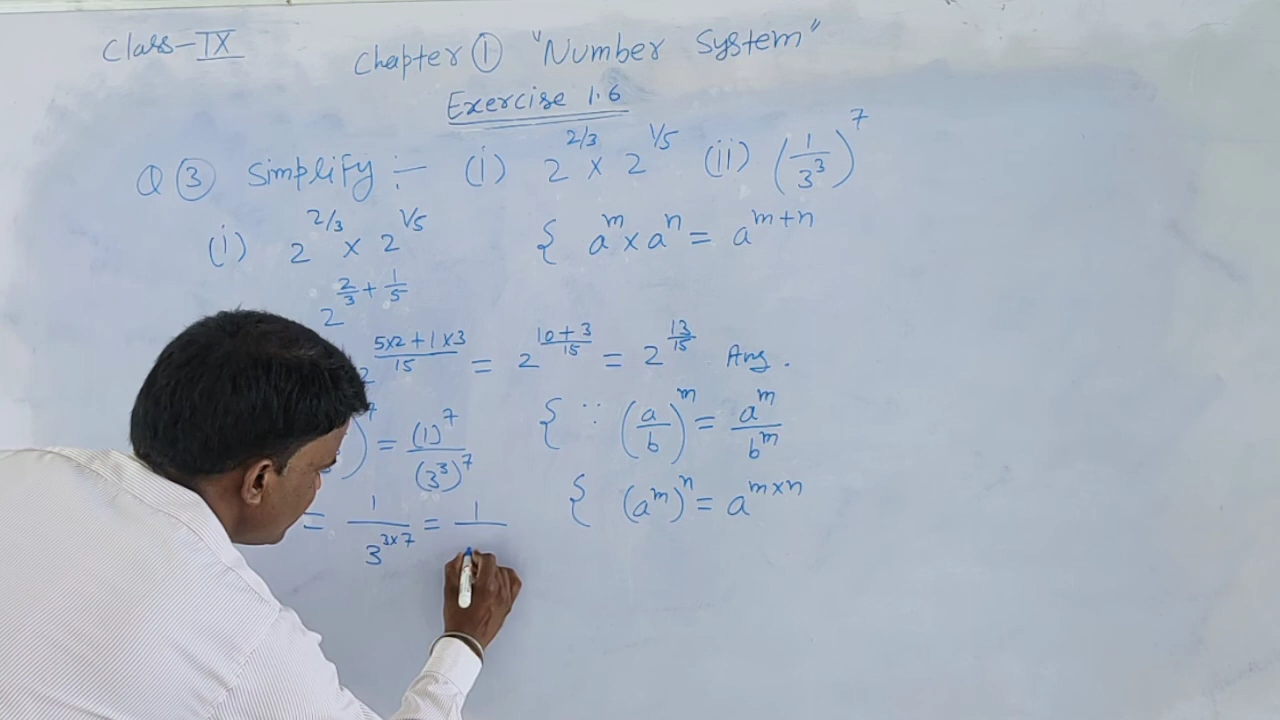 Class-IX
Chapter ① "Number System"
Exercise 1.6
Q ③ Simplify :- (i) 2^{2/3} × 2^{1/5} (ii) (1/3^3)^7
(i) 2^{2/3} × 2^{1/5} { a^m × a^n = a^{m+n}
2^{2/3 + 1/5}
2^{(5×2+1×3)/15} = 2^{(10+3)/15} = 2^{13/15} Ans.
)^7 = (1)^7/(3^3)^7 { ∵ (a/b)^m = a^m/b^m
= 1/3^{3×7} = 1/ { (a^m)^n = a^{m×n}